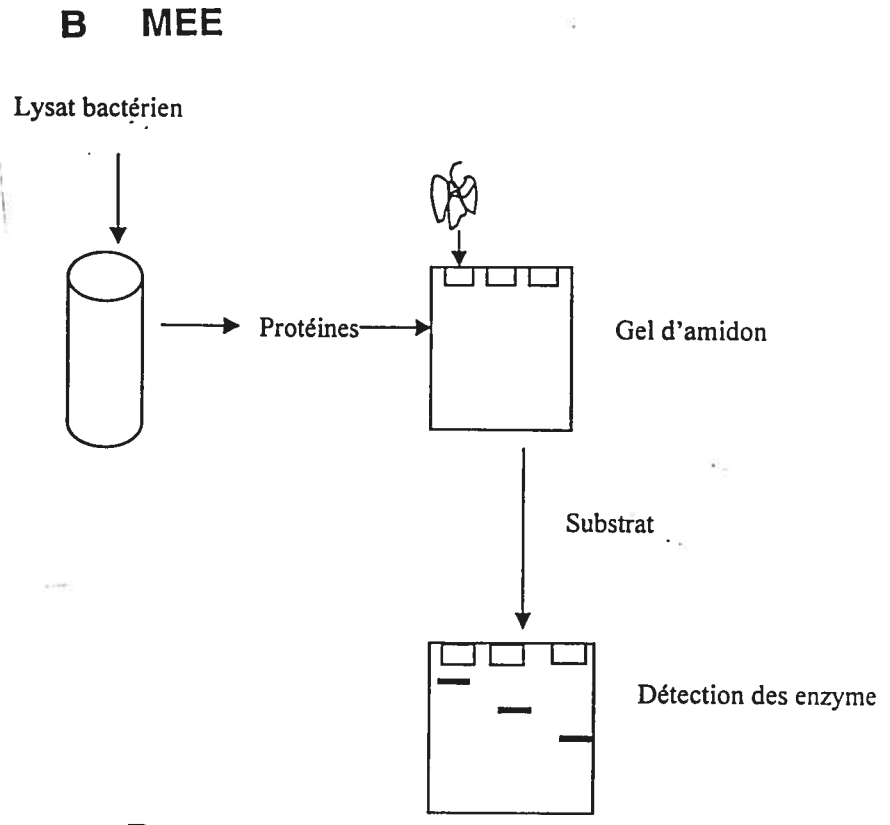 B MEE
Lysat bactérien
Protéines
Gel d'amidon
Substrat
Détection des enzyme